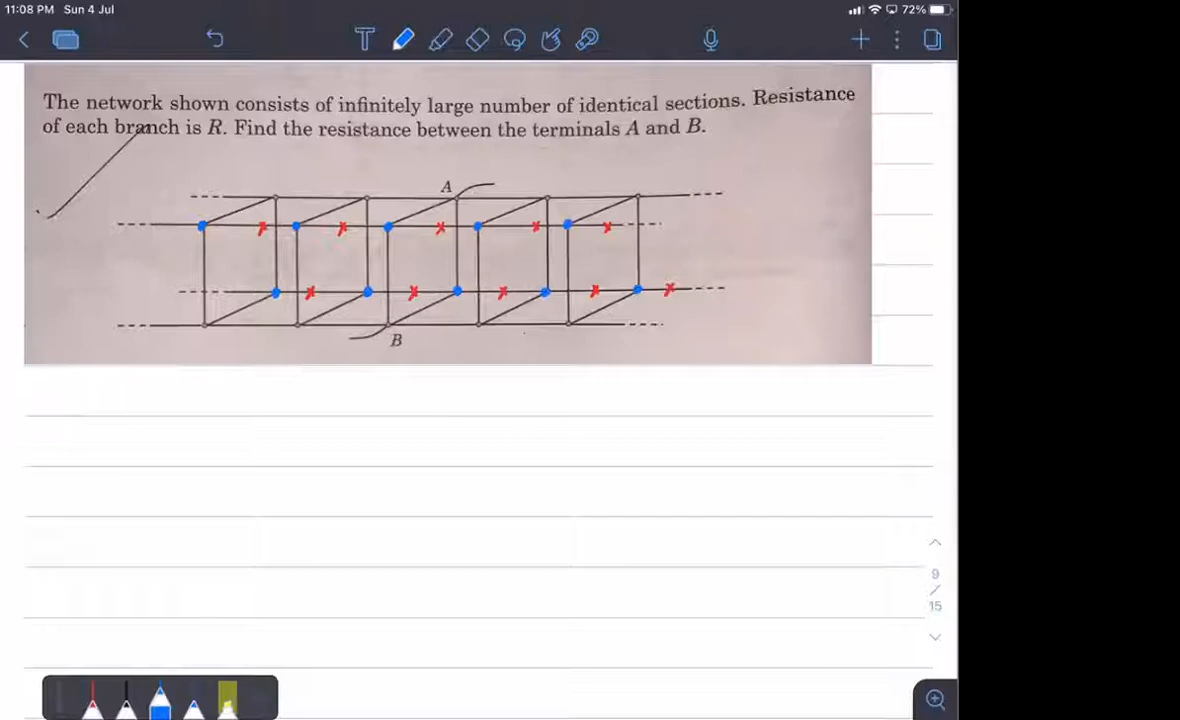 11:08 PM Sun 4 Jul
72%
T
The network shown consists of infinitely large number of identical sections. Resistance
of each branch is R. Find the resistance between the terminals A and B.
A
B
9
/
15